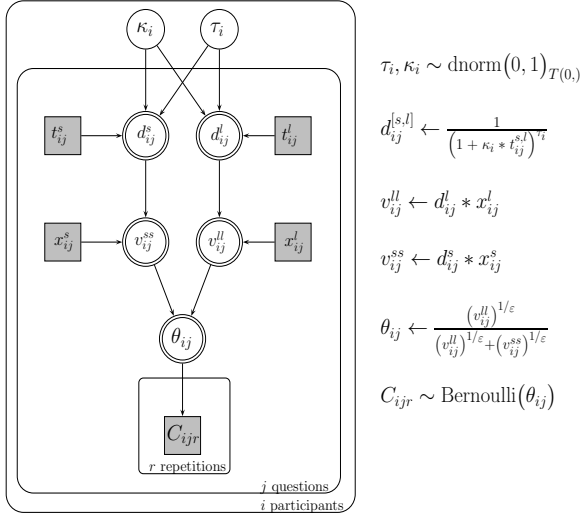 κ_i τ_i
t^s_{ij} d^s_{ij} d^l_{ij} t^l_{ij}
x^s_{ij} v^{ss}_{ij} v^{ll}_{ij} x^l_{ij}
θ_{ij}
C_{ijr}
r repetitions
j questions
i participants
τ_i, κ_i ∼ dnorm(0, 1)_{T(0,)}
d^{[s,l]}_{ij} ← \frac{1}{(1 + κ_i * t^{s,l}_{ij})^{τ_i}}
v^{ll}_{ij} ← d^l_{ij} * x^l_{ij}
v^{ss}_{ij} ← d^s_{ij} * x^s_{ij}
θ_{ij} ← \frac{(v^{ll}_{ij})^{1/ε}}{(v^{ll}_{ij})^{1/ε} + (v^{ss}_{ij})^{1/ε}}
C_{ijr} ∼ Bernoulli(θ_{ij})